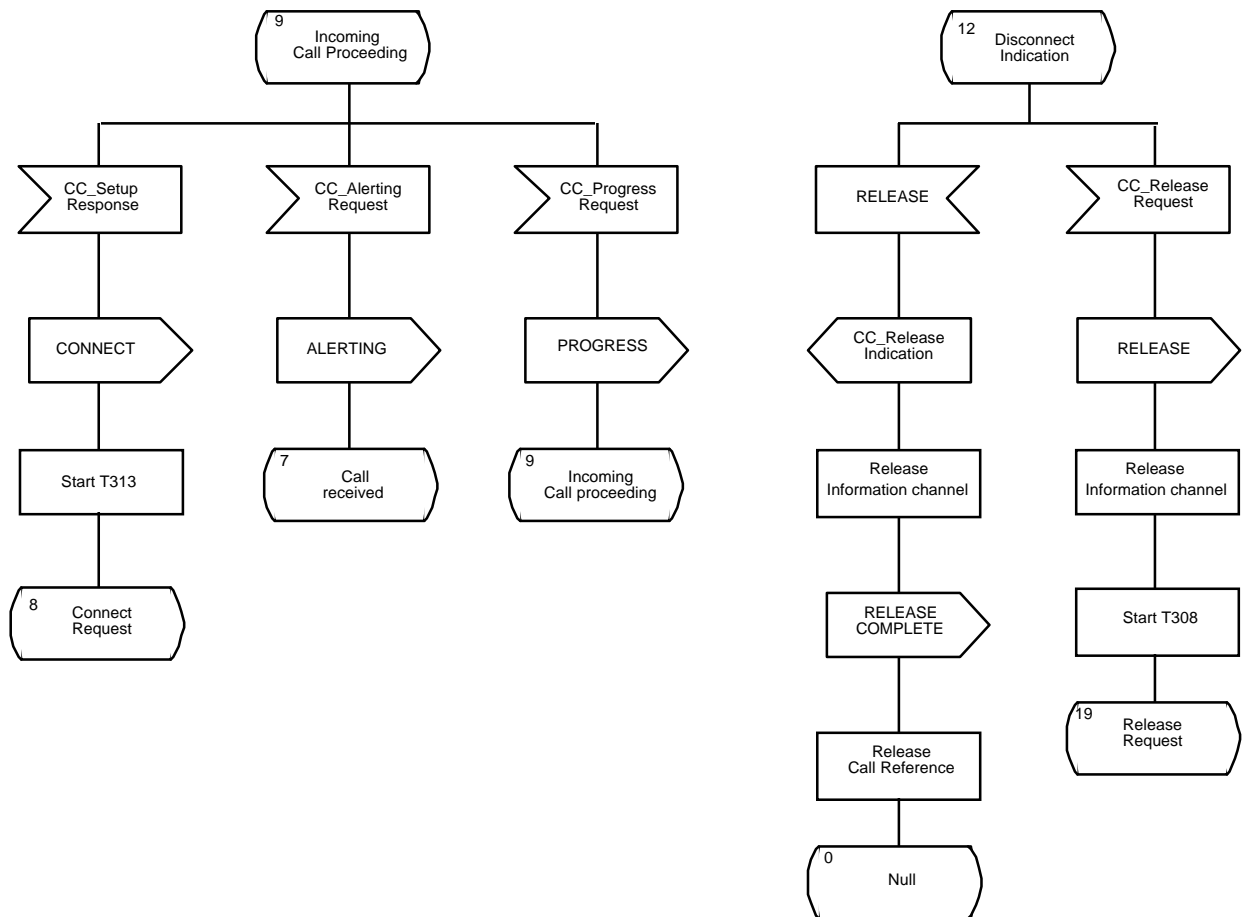 9
Incoming
Call Proceeding
CC_Setup
Response
CONNECT
Start T313
8
Connect
Request
CC_Alerting
Request
ALERTING
7
Call
received
CC_Progress
Request
PROGRESS
9
Incoming
Call proceeding
12
Disconnect
Indication
RELEASE
CC_Release
Indication
Release
Information channel
RELEASE
COMPLETE
Release
Call Reference
0
Null
CC_Release
Request
RELEASE
Release
Information channel
Start T308
19
Release
Request